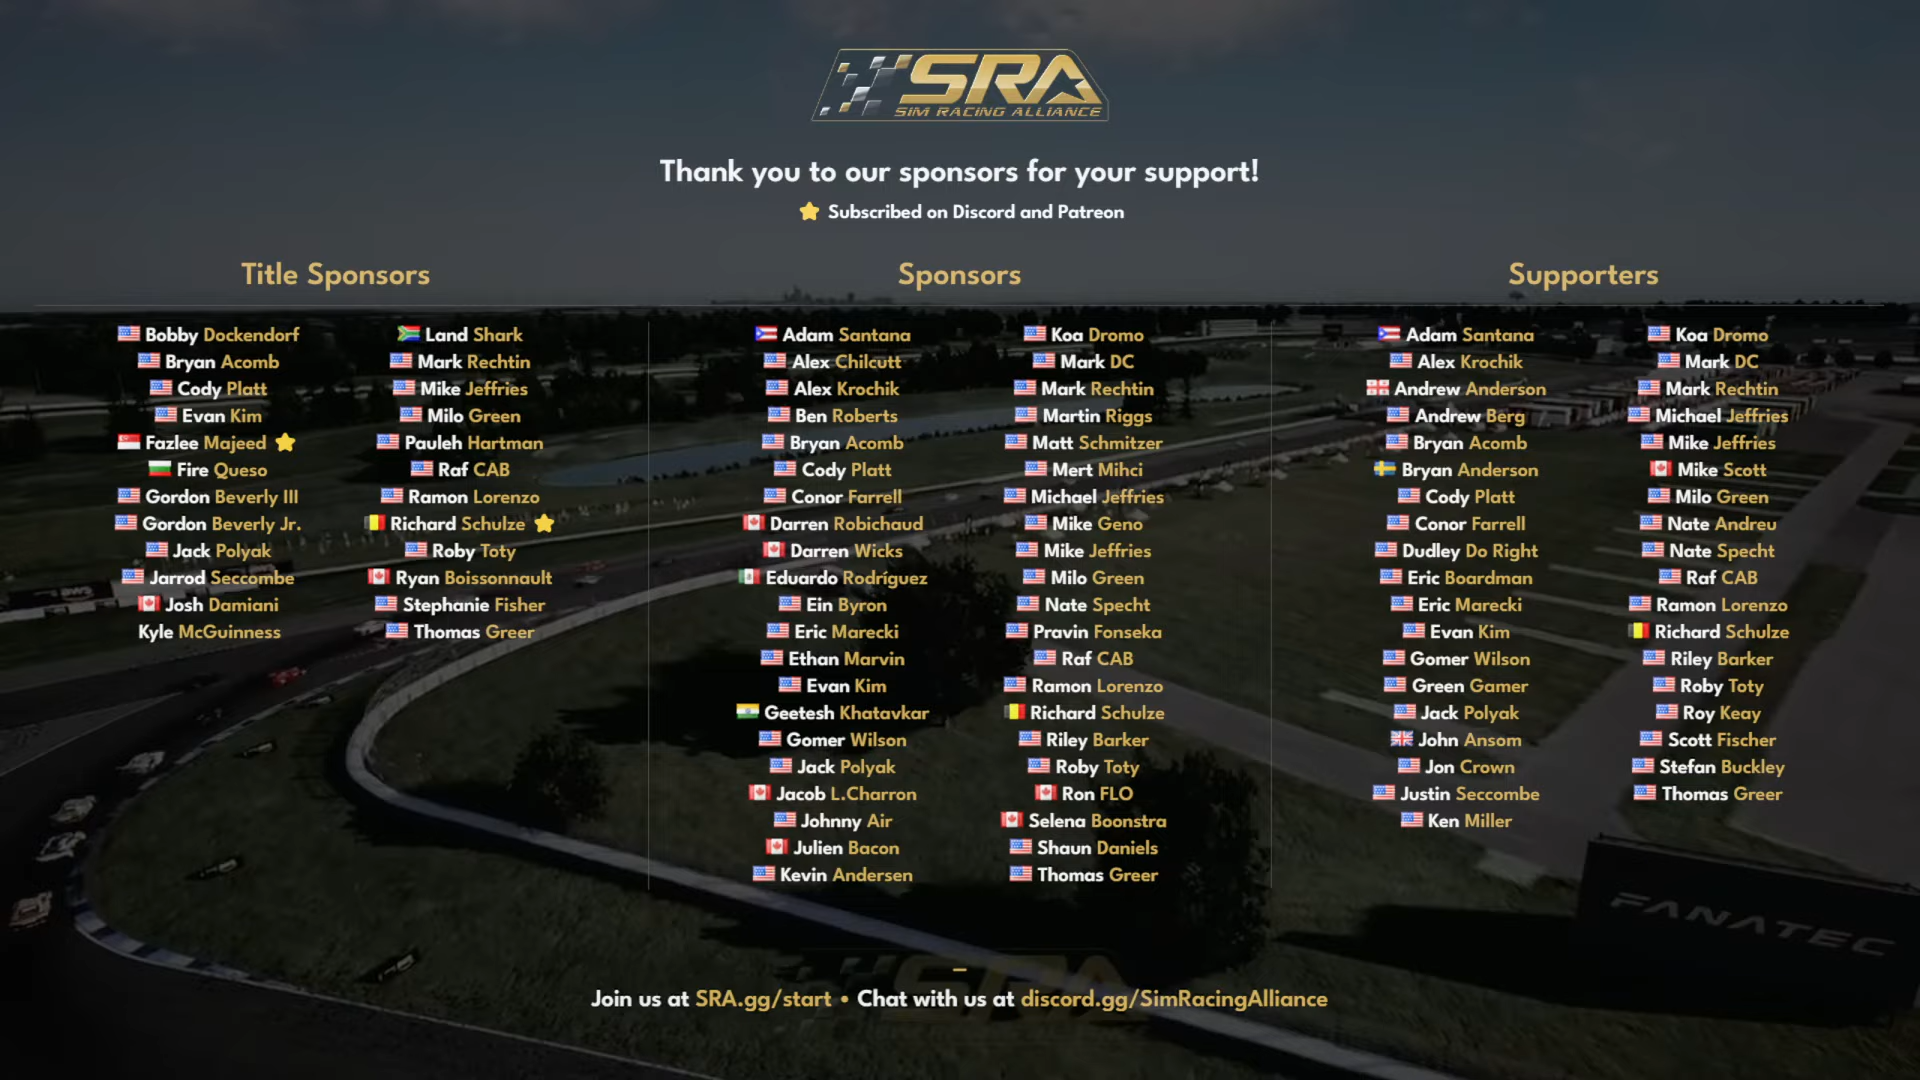 SRA
SIM RACING ALLIANCE
Thank you to our sponsors for your support!
Subscribed on Discord and Patreon
Title Sponsors
Bobby Dockendorf
Bryan Acomb
Cody Platt
Evan Kim
Fazlee Majeed
Fire Queso
Gordon Beverly III
Gordon Beverly Jr.
Jack Polyak
Jarrod Seccombe
Josh Damiani
Kyle McGuinness
Land Shark
Mark Rechtin
Mike Jeffries
Milo Green
Pauleh Hartman
Raf CAB
Ramon Lorenzo
Richard Schulze
Roby Toty
Ryan Boissonnault
Stephanie Fisher
Thomas Greer
Sponsors
Adam Santana
Alex Chilcutt
Alex Krochik
Ben Roberts
Bryan Acomb
Cody Platt
Conor Farrell
Darren Robichaud
Darren Wicks
Eduardo Rodríguez
Ein Byron
Eric Marecki
Ethan Marvin
Evan Kim
Geetesh Khatavkar
Gomer Wilson
Jack Polyak
Jacob L.Charron
Johnny Air
Julien Bacon
Kevin Andersen
Koa Dromo
Mark DC
Mark Rechtin
Martin Riggs
Matt Schmitzer
Mert Mihci
Michael Jeffries
Mike Geno
Mike Jeffries
Milo Green
Nate Specht
Pravin Fonseka
Raf CAB
Ramon Lorenzo
Richard Schulze
Riley Barker
Roby Toty
Ron FLO
Selena Boonstra
Shaun Daniels
Thomas Greer
Supporters
Adam Santana
Alex Krochik
Andrew Anderson
Andrew Berg
Bryan Acomb
Bryan Anderson
Cody Platt
Conor Farrell
Dudley Do Right
Eric Boardman
Eric Marecki
Evan Kim
Gomer Wilson
Green Gamer
Jack Polyak
John Ansom
Jon Crown
Justin Seccombe
Ken Miller
Koa Dromo
Mark DC
Mark Rechtin
Michael Jeffries
Mike Jeffries
Mike Scott
Milo Green
Nate Andreu
Nate Specht
Raf CAB
Ramon Lorenzo
Richard Schulze
Riley Barker
Roby Toty
Roy Keay
Scott Fischer
Stefan Buckley
Thomas Greer
FANATEC
SRA
Join us at SRA.gg/start • Chat with us at discord.gg/SimRacingAlliance